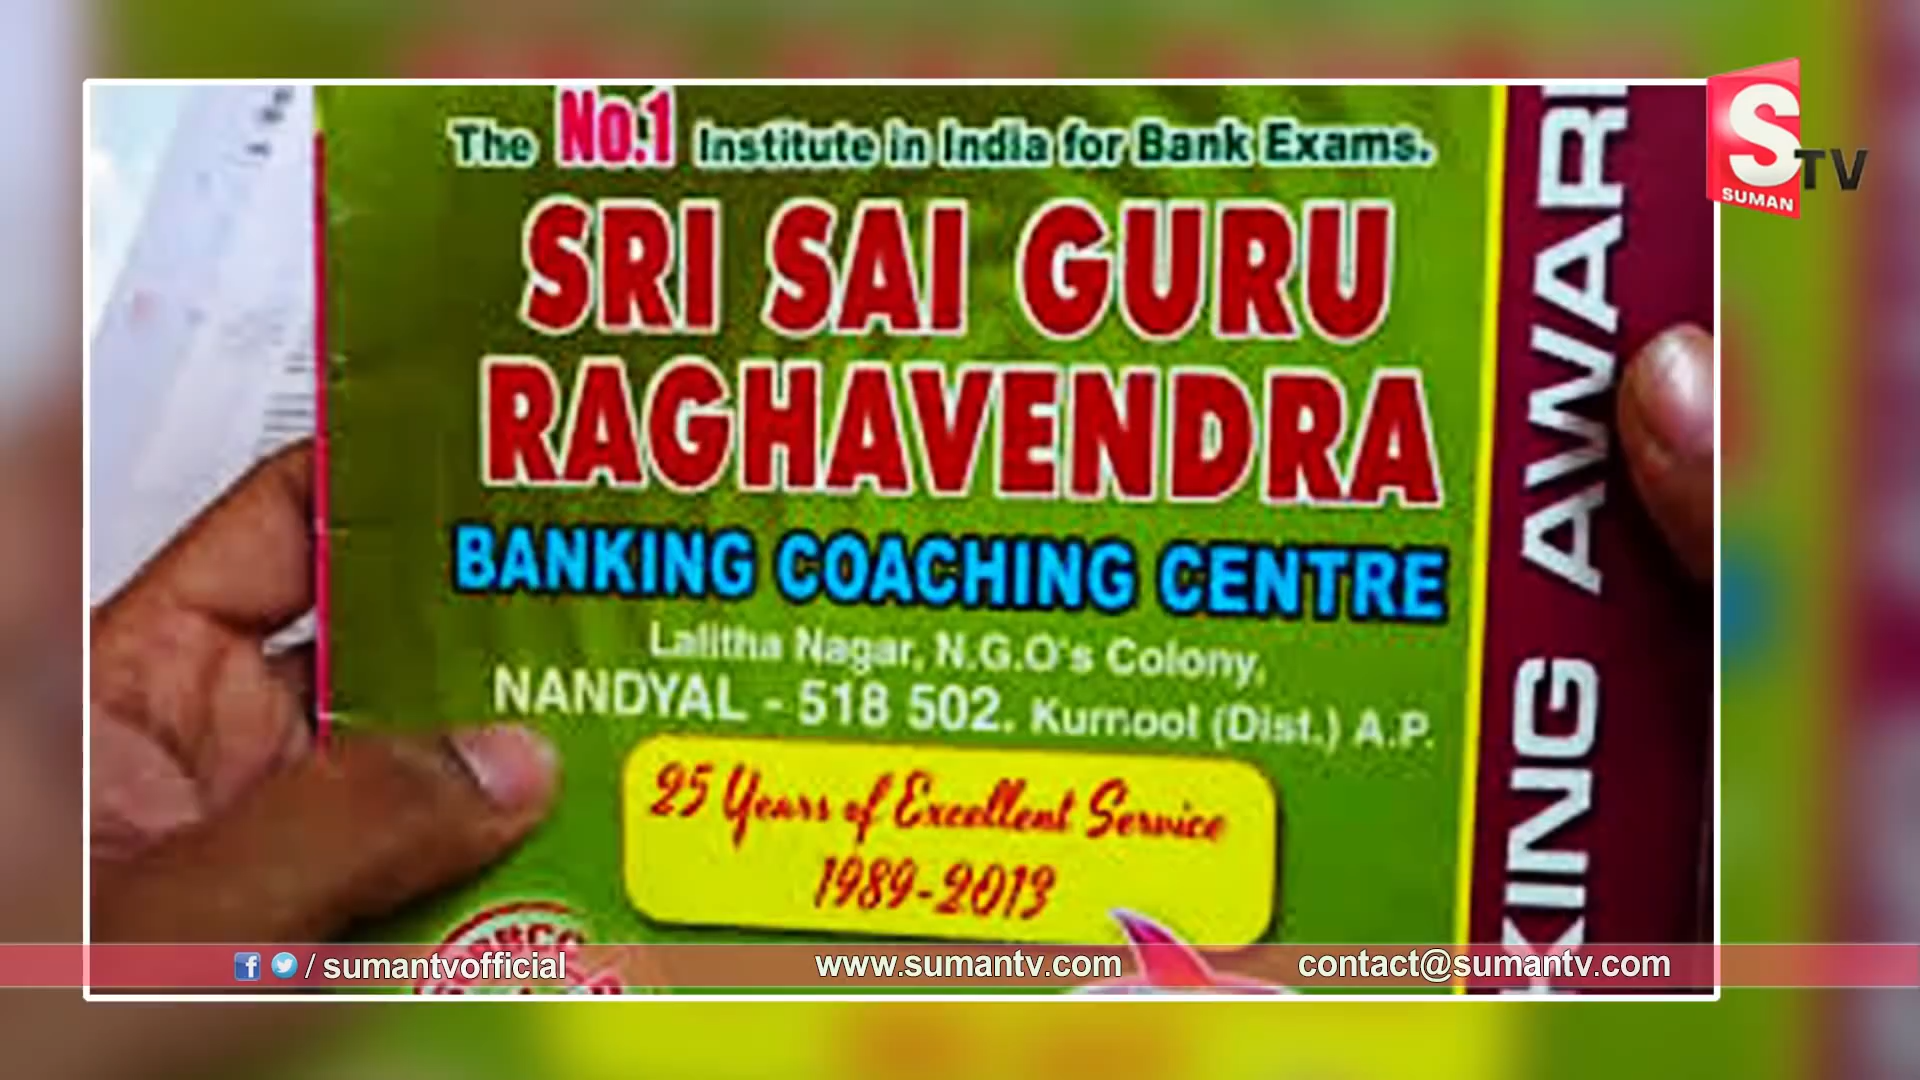 The No.1 Institute in India for Bank Exams.
SRI SAI GURU
RAGHAVENDRA
BANKING COACHING CENTRE
Lalitha Nagar, N.G.O's Colony,
NANDYAL - 518 502. Kurnool (Dist.) A.P.
25 Years of Excellent Service
1989-2013
KING AWAR
S TV
SUMAN
/ sumantvofficial
www.sumantv.com
contact@sumantv.com